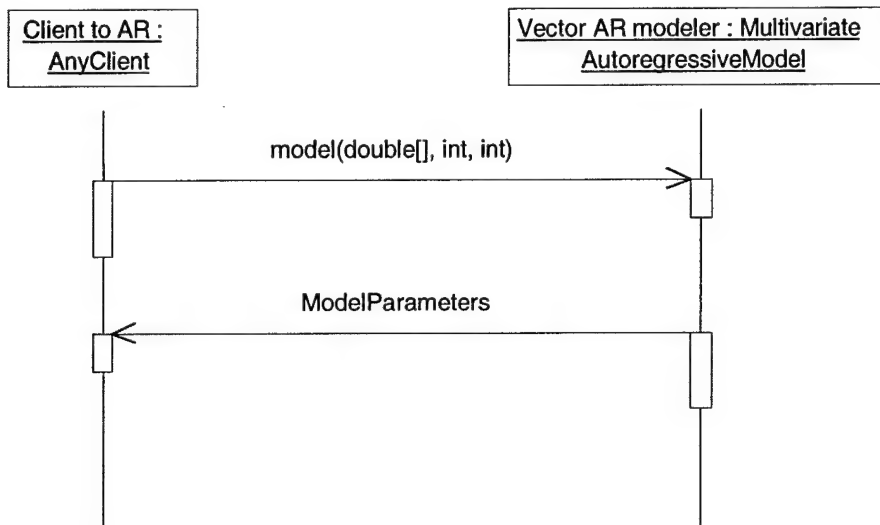 Client to AR :
AnyClient
Vector AR modeler : Multivariate
AutoregressiveModel
model(double[], int, int)
ModelParameters